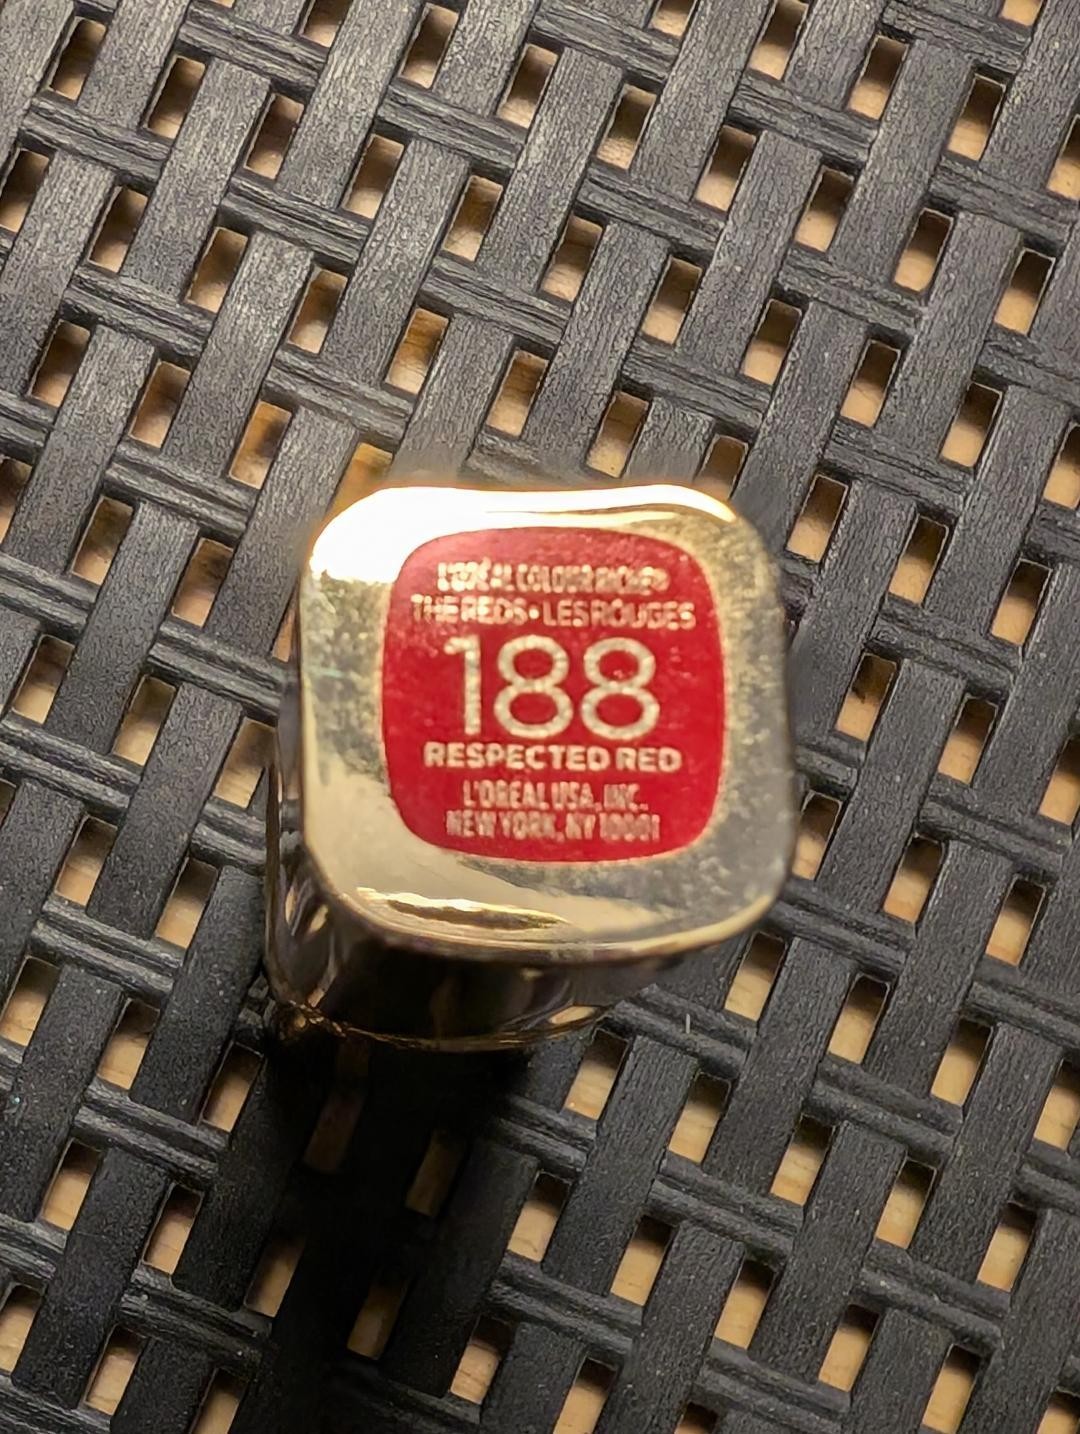 L'ORÉAL COLOUR RICHE®
THE REDS • LES ROUGES
188
RESPECTED RED
L'OREAL USA, INC.
NEW YORK, NY 10001